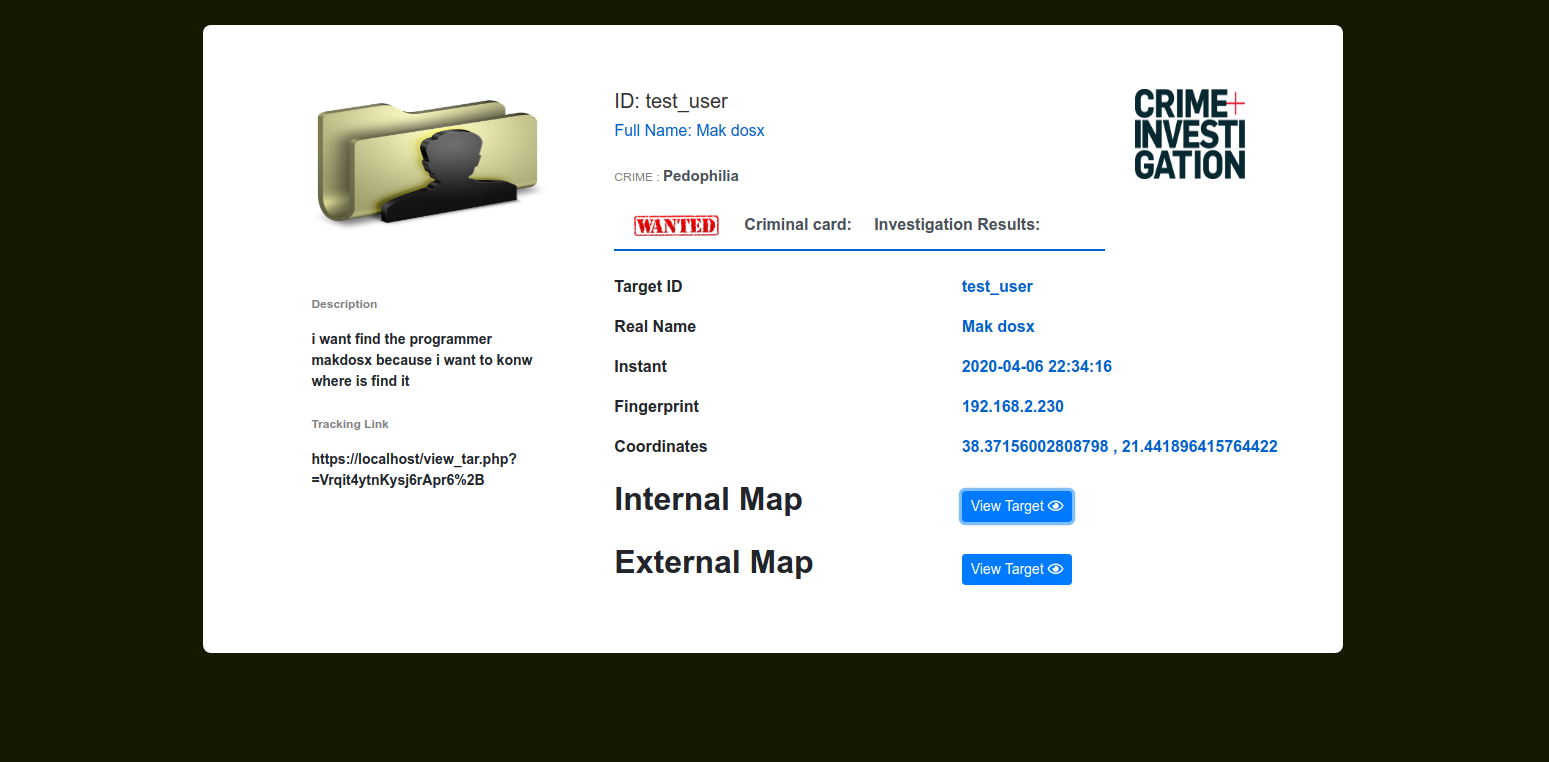 ID: test_user
Full Name: Mak dosx
CRIME : Pedophilia
CRIME+
INVESTI
GATION
WANTED Criminal card: Investigation Results:
Description
i want find the programmer
makdosx because i want to konw
where is find it
Tracking Link
https://localhost/view_tar.php?
=Vrqit4ytnKysj6rApr6%2B
Target ID test_user
Real Name Mak dosx
Instant 2020-04-06 22:34:16
Fingerprint 192.168.2.230
Coordinates 38.37156002808798 , 21.441896415764422
Internal Map View Target
External Map View Target